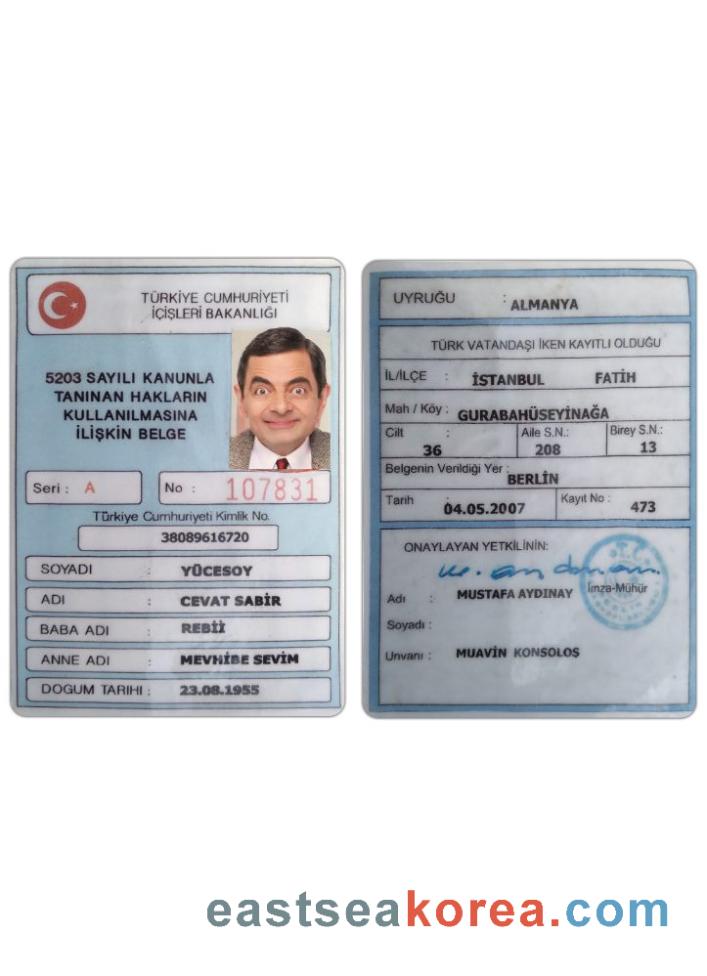 TÜRKİYE CUMHURİYETİ
İÇİŞLERİ BAKANLIĞI
5203 SAYILI KANUNLA
TANINAN HAKLARIN
KULLANILMASINA
İLİŞKİN BELGE
Seri : A
No : 107831
Türkiye Cumhuriyeti Kimlik No.
38089616720
SOYADI : YÜCESOY
ADI : CEVAT SABİR
BABA ADI : REBİİ
ANNE ADI : MEVHİBE SEVİM
DOĞUM TARİHİ : 23.08.1955
UYRUĞU : ALMANYA
TÜRK VATANDAŞI İKEN KAYITLI OLDUĞU
İL/İLÇE : İSTANBUL FATİH
Mah / Köy : GURABAHÜSEYİNAĞA
Cilt : 36
Aile S.N.: 208
Birey S.N.: 13
Belgenin Verildiği Yer : BERLİN
Tarih : 04.05.2007
Kayıt No : 473
ONAYLAYAN YETKİLİNİN:
İmza-Mühür
Adı : MUSTAFA AYDINAY
Soyadı :
Unvanı : MUAVİN KONSOLOS
eastseakorea.com